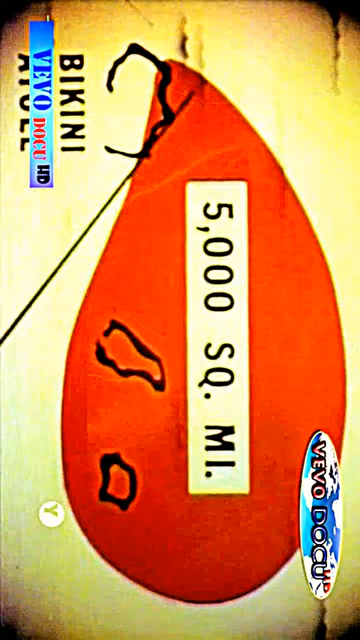 BIKINI
ATOLL
VEVO DOCU HD
5,000 SQ. MI.
VEVO DOCU HD
Y